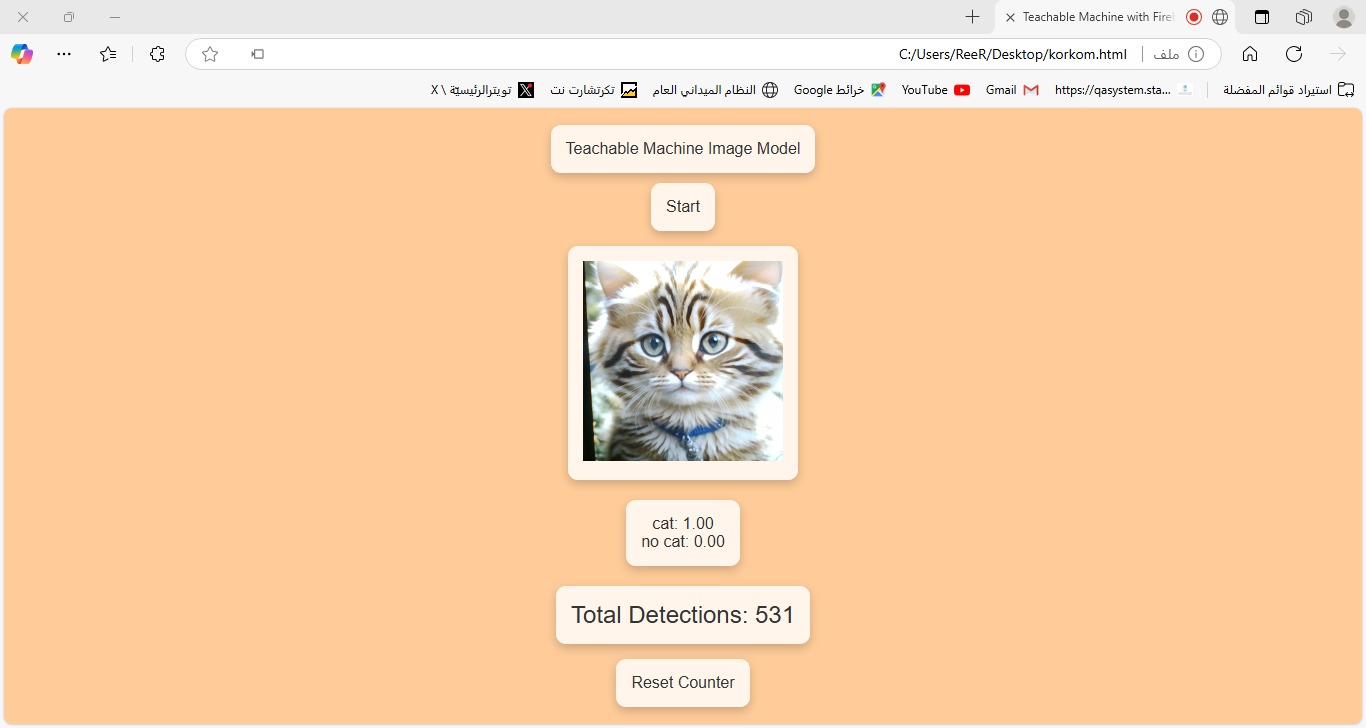 Teachable Machine with Fire
C:/Users/ReeR/Desktop/korkom.html
ملف
استيراد قوائم المفضلة
https://qasystem.sta...
Gmail
YouTube
خرائط Google
النظام الميداني العام
تكرتشارت نت
تويترالرئيسيّة \ X
Teachable Machine Image Model
Start
cat: 1.00
no cat: 0.00
Total Detections: 531
Reset Counter